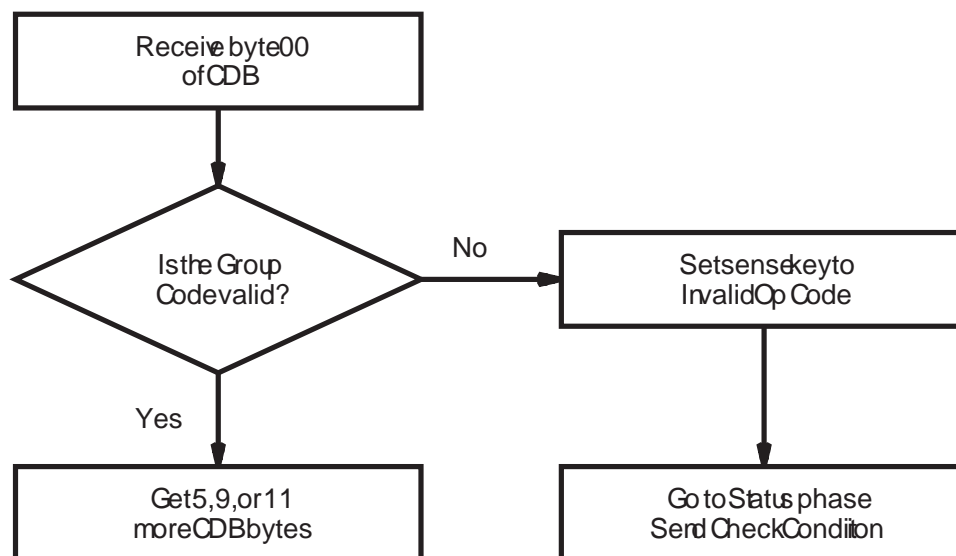 Receive byte 00
of CDB
Is the Group
Code valid?
No
Set sense key to
Invalid Op Code
Yes
Get 5, 9, or 11
more CDB bytes
Go to Status phase
Send Check Condiiton